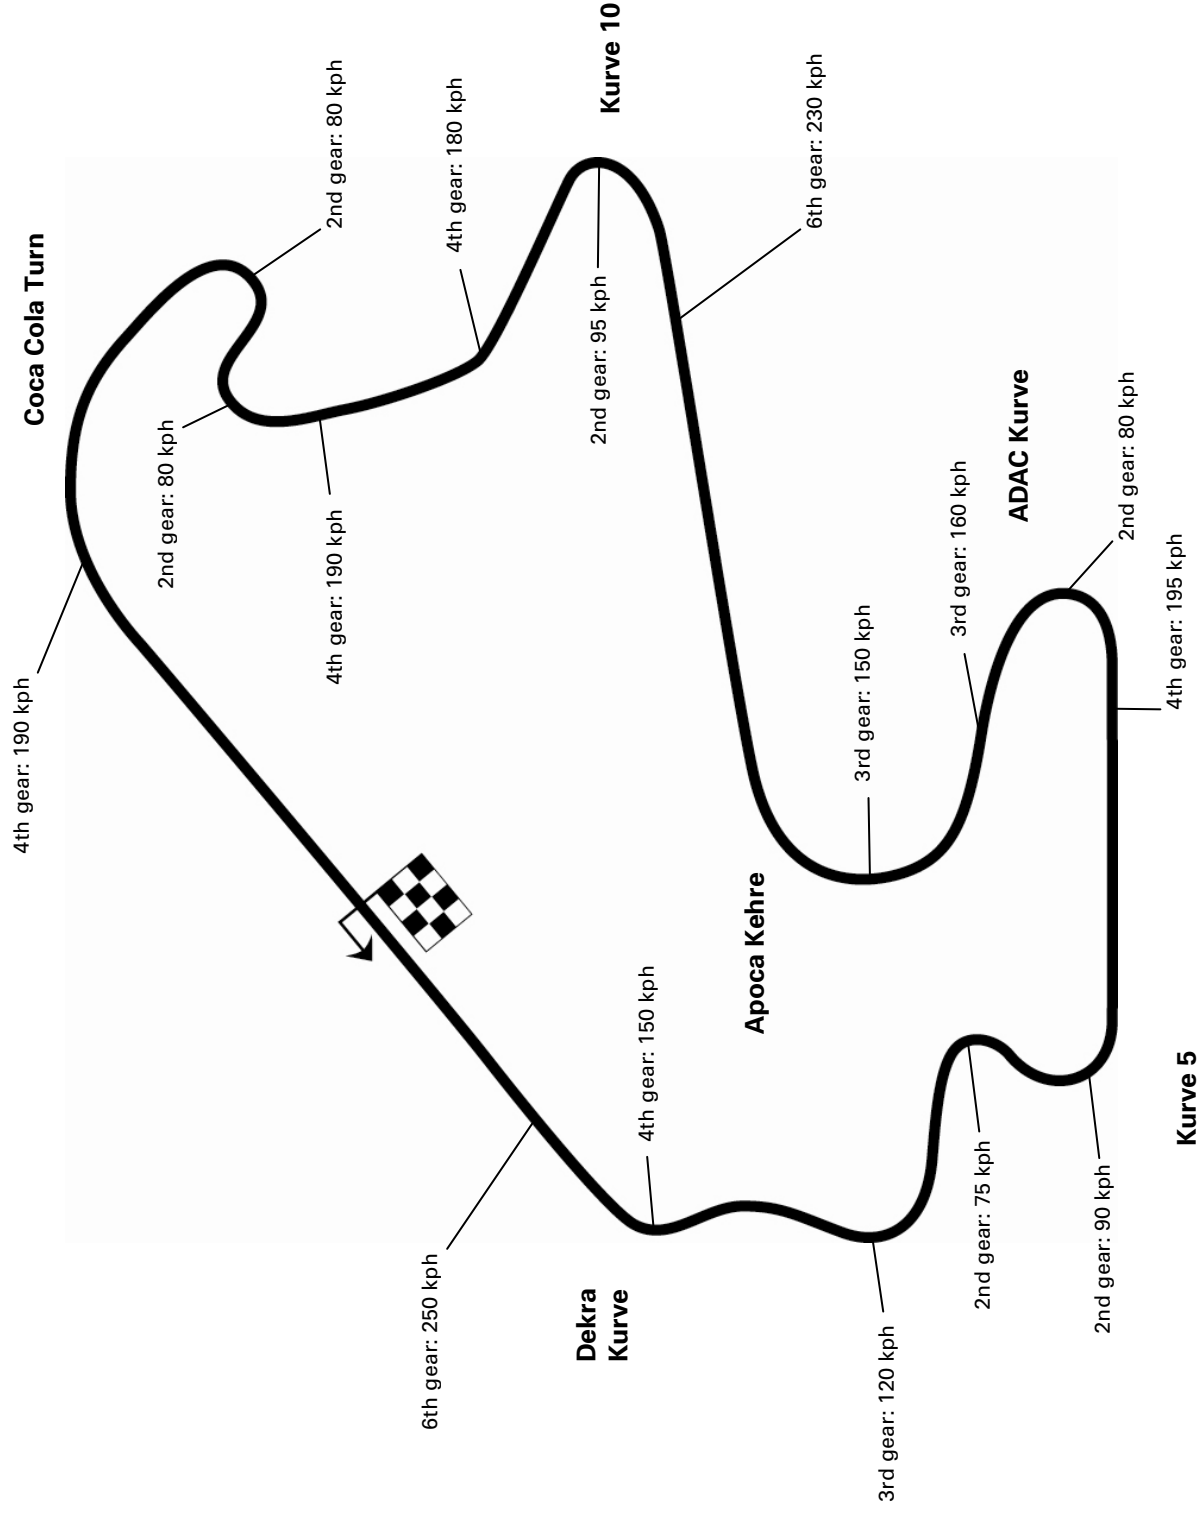 Coca Cola Turn
2nd gear: 80 kph
4th gear: 180 kph
Kurve 10
6th gear: 230 kph
2nd gear: 95 kph
ADAC Kurve
2nd gear: 80 kph
2nd gear: 80 kph
3rd gear: 160 kph
4th gear: 190 kph
4th gear: 195 kph
3rd gear: 150 kph
4th gear: 190 kph
Apoca Kehre
4th gear: 150 kph
Kurve 5
2nd gear: 75 kph
2nd gear: 90 kph
6th gear: 250 kph
Dekra
Kurve
3rd gear: 120 kph